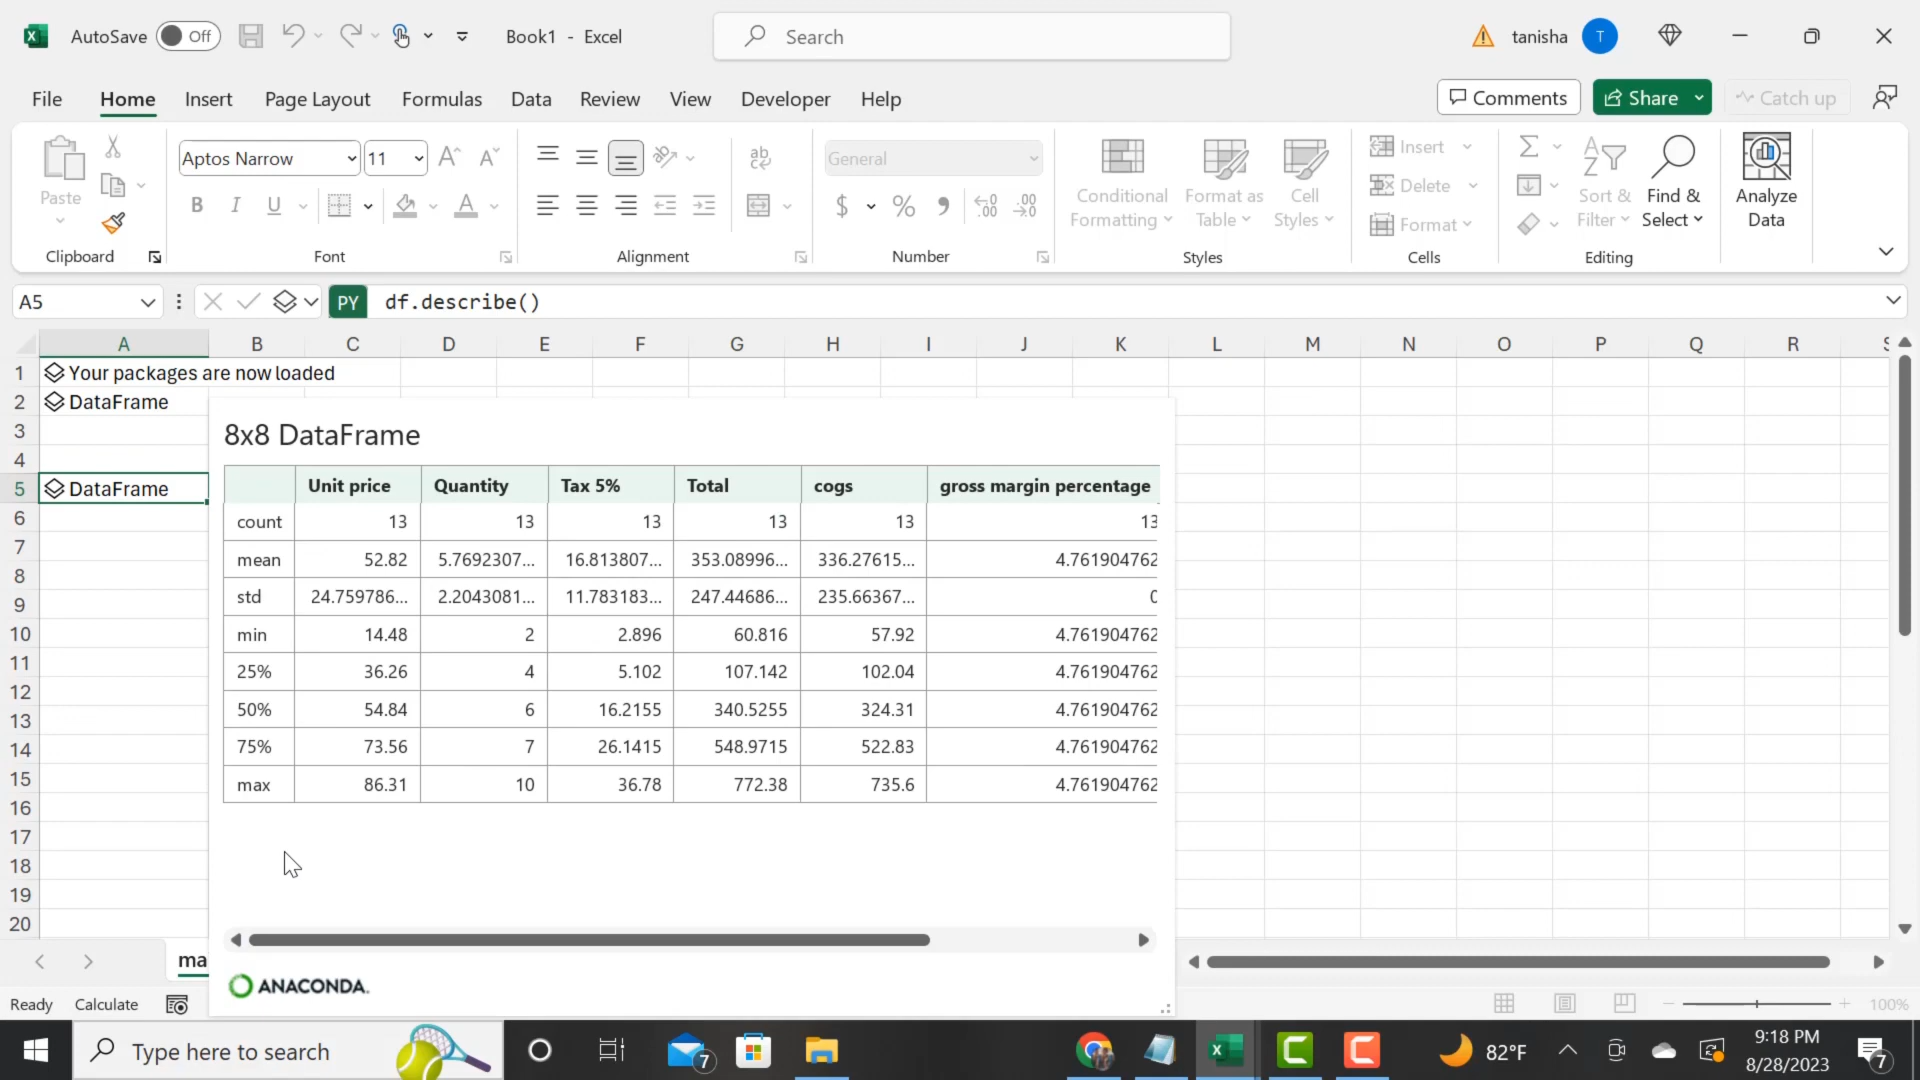 AutoSave Off Book1 - Excel Search tanisha T
File Home Insert Page Layout Formulas Data Review View Developer Help Comments Share Catch up
Paste Aptos Narrow 11 General Conditional Formatting Format as Table Cell Styles Insert Delete Format Sort & Filter Find & Select Analyze Data
Clipboard Font Alignment Number Styles Cells Editing
A5 PY df.describe()
A B C D E F G H I J K L M N O P Q R
1 Your packages are now loaded
2 DataFrame
3
4
5 DataFrame
6
7
8
9
10
11
12
13
14
15
16
17
18
19
20
8x8 DataFrame
Unit price Quantity Tax 5% Total cogs gross margin percentage
count 13 13 13 13 13 13
mean 52.82 5.7692307... 16.813807... 353.08996... 336.27615... 4.761904762
std 24.759786... 2.2043081... 11.783183... 247.44686... 235.66367... 0
min 14.48 2 2.896 60.816 57.92 4.761904762
25% 36.26 4 5.102 107.142 102.04 4.761904762
50% 54.84 6 16.2155 340.5255 324.31 4.761904762
75% 73.56 7 26.1415 548.9715 522.83 4.761904762
max 86.31 10 36.78 772.38 735.6 4.761904762
ANACONDA.
ma
Ready Calculate 100%
Type here to search 7 82°F 9:18 PM 7
8/28/2023